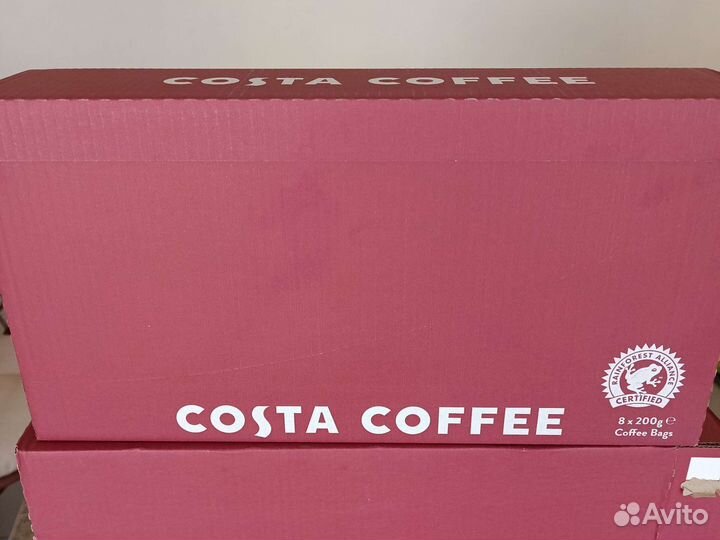 COSTA COFFEE
RAINFOREST ALLIANCE
CERTIFIED
COSTA COFFEE
8 x 200g ℮
Coffee Bags
Avito